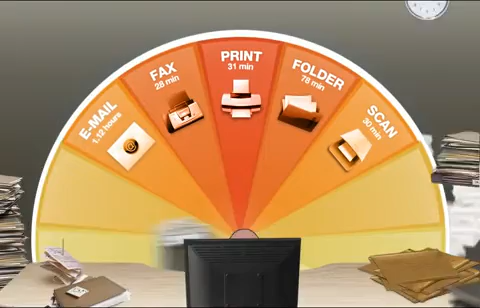 E-MAIL
1.12 hours
FAX
28 min
PRINT
31 min
FOLDER
78 min
SCAN
30 min